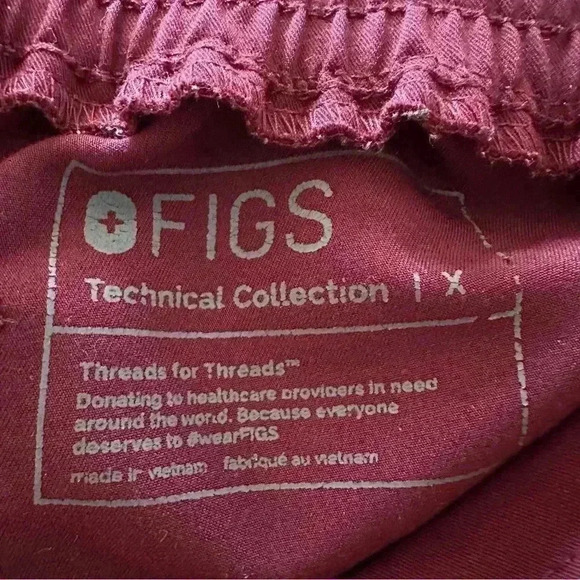 FIGS
Technical Collection | X
Threads for Threads™
Donating to healthcare providers in need
around the world. Because everyone
deserves to #wearFIGS
made in vietnam fabriqué au vietnam